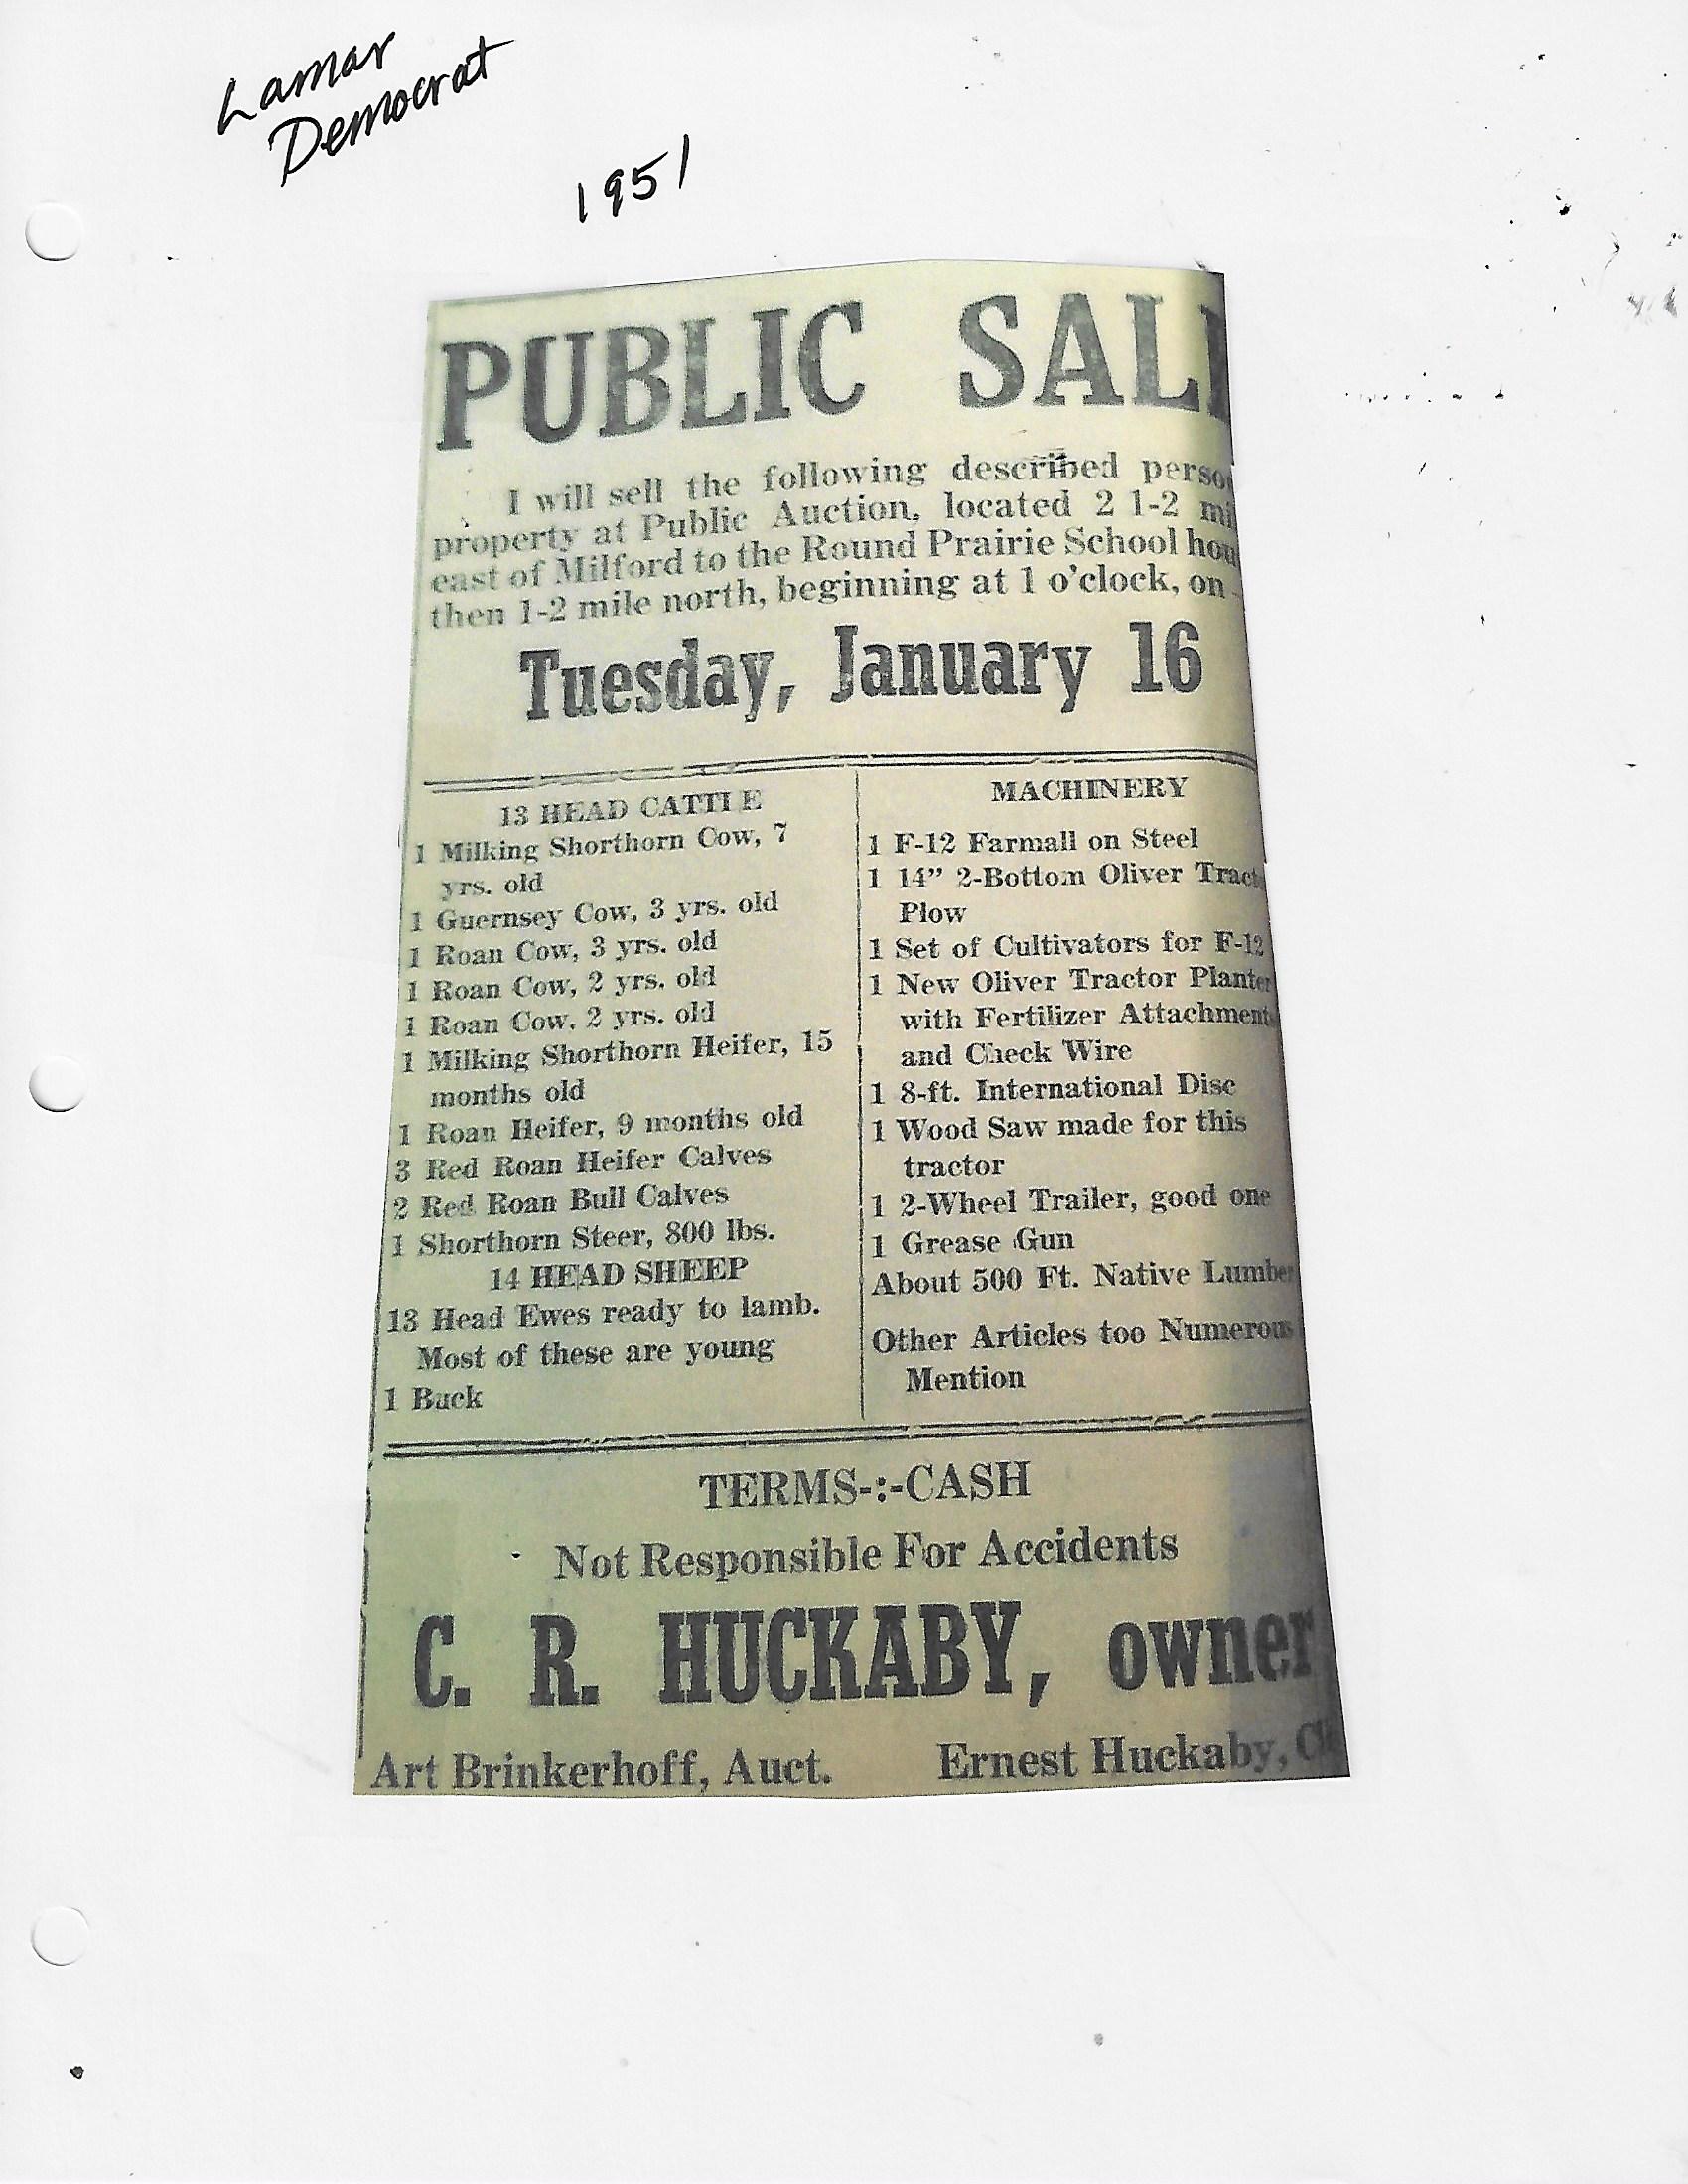 Lamar
Democrat
1951
PUBLIC
I will sell the following described
property at Public Auction, located 2 1-2
east of Milford to the Round Prairie School
then 1-2 mile north, beginning at 1 o'clock, on
Tuesday, January 16
13 HEAD CATTLE
1 Milking Shorthorn Cow, 7
yrs. old
1 Guernsey Cow, 3 yrs. old
1 Roan Cow, 3 yrs. old
1 Roan Cow, 2 yrs. old
1 Roan Cow, 2 yrs. old
1 Milking Shorthorn Heifer, 15
months old
1 Roan Heifer, 9 months old
3 Red Roan Heifer Calves
2 Red Roan Bull Calves
1 Shorthorn Steer, 800 lbs.
14 HEAD SHEEP
13 Head Ewes ready to lamb.
Most of these are young
1 Buck
MACHINERY
1 F-12 Farmall on Steel
1 14” 2-Bottom Oliver
Plow
1 Set of Cultivators for F-12
1 New Oliver Tractor Planter
with Fertilizer Attachment
and Check Wire
1 8-ft. International Disc
1 Wood Saw made for this
tractor
1 2-Wheel Trailer, good one
1 Grease Gun
About 500 Ft. Native Lumber
Other Articles too Numerous
Mention
TERMS-:-CASH
Not Responsible For Accidents
C. R. HUCKABY, owner
Art Brinkerhoff, Auct.
Ernest Huckaby,